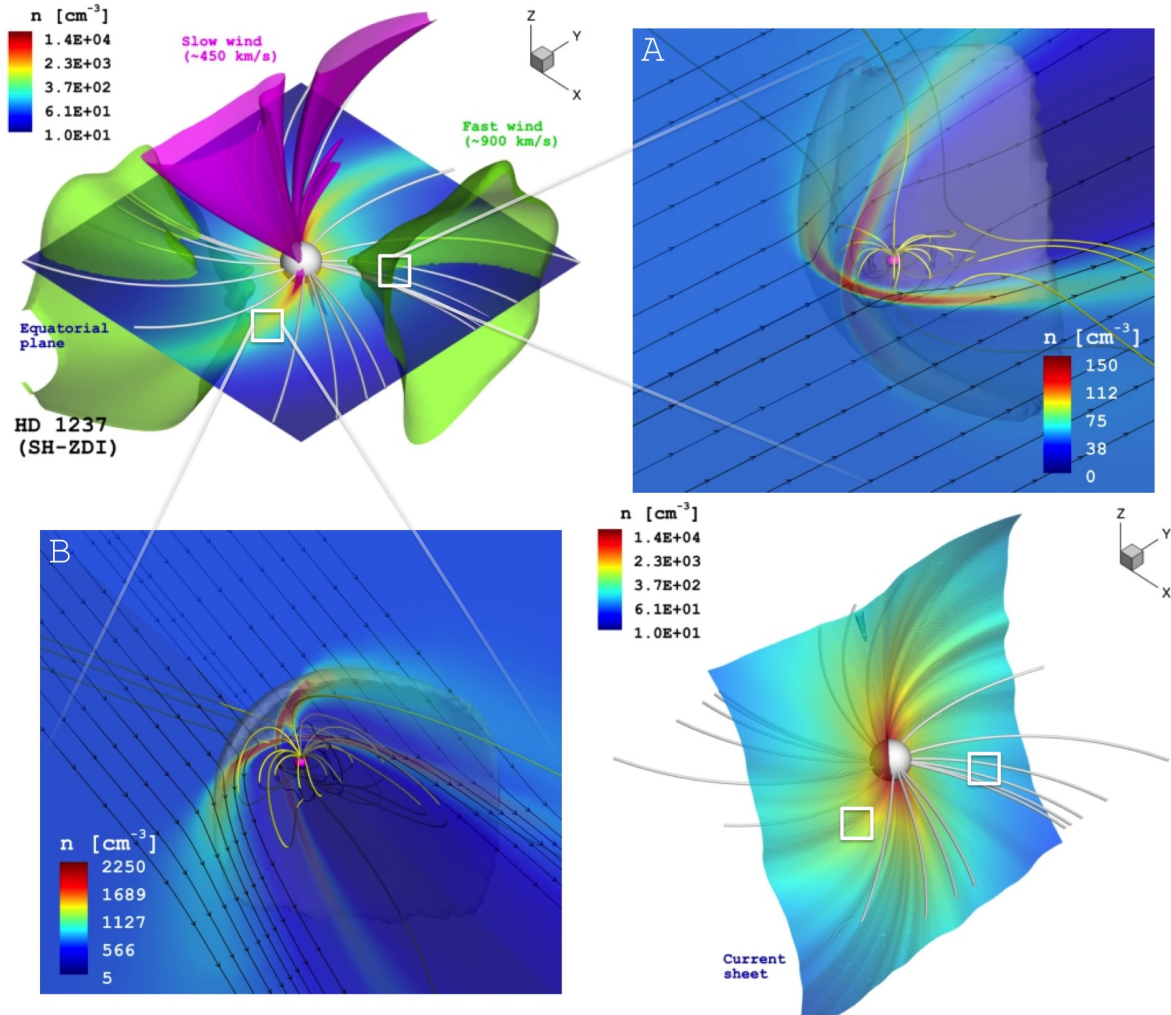 n [cm⁻³]
1.4E+04
2.3E+03
3.7E+02
6.1E+01
1.0E+01
Slow wind
(~450 km/s)
Fast wind
(~900 km/s)
Z
Y
X
Equatorial
plane
HD 1237
(SH-ZDI)
A
n [cm⁻³]
150
112
75
38
0
B
n [cm⁻³]
2250
1689
1127
566
5
n [cm⁻³]
1.4E+04
2.3E+03
3.7E+02
6.1E+01
1.0E+01
Z
Y
X
Current
sheet